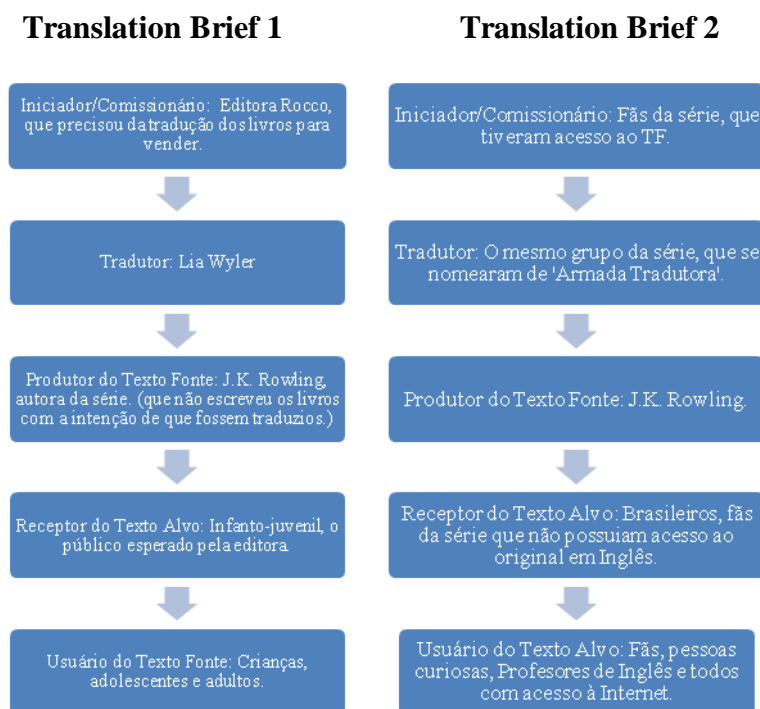 Translation Brief 1
Iniciador/Comissionário: Editora Rocco,
que precisou da tradução dos livros para
vender.
Tradutor: Lia Wyler
Produtor do Texto Fonte: J.K. Rowling,
autora da série. (que não escreveu os livros
com a intenção de que fossem traduzios.)
Receptor do Texto Alvo: Infanto-juvenil, o
público esperado pela editora.
Usuário do Texto Fonte: Crianças,
adolescentes e adultos.
Translation Brief 2
Iniciador/Comissionário: Fãs da série, que
tiveram acesso ao TF.
Tradutor: O mesmo grupo da série, que se
nomearam de 'Armada Tradutora'.
Produtor do Texto Fonte: J.K. Rowling.
Receptor do Texto Alvo: Brasileiros, fãs
da série que não possuiam acesso ao
original em Inglês.
Usuário do Texto Alvo: Fãs, pessoas
curiosas, Profesores de Inglês e todos
com acesso à Internet.